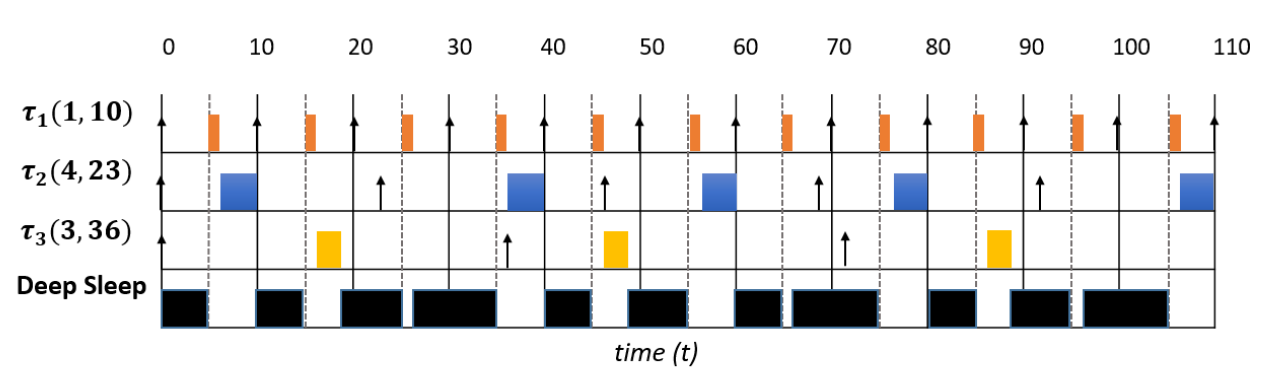 0 10 20 30 40 50 60 70 80 90 100 110
τ₁(1, 10)
τ₂(4, 23)
τ₃(3, 36)
Deep Sleep
time (t)